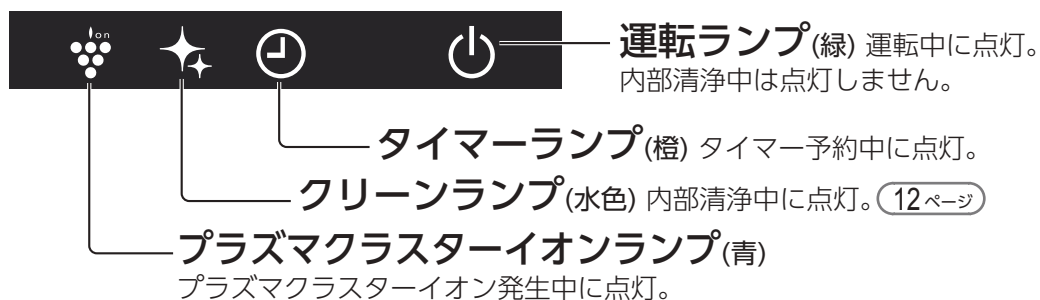 ion
運転ランプ(緑) 運転中に点灯。
内部清浄中は点灯しません。
タイマーランプ(橙) タイマー予約中に点灯。
クリーンランプ(水色) 内部清浄中に点灯。12ページ
プラズマクラスターイオンランプ(青)
プラズマクラスターイオン発生中に点灯。